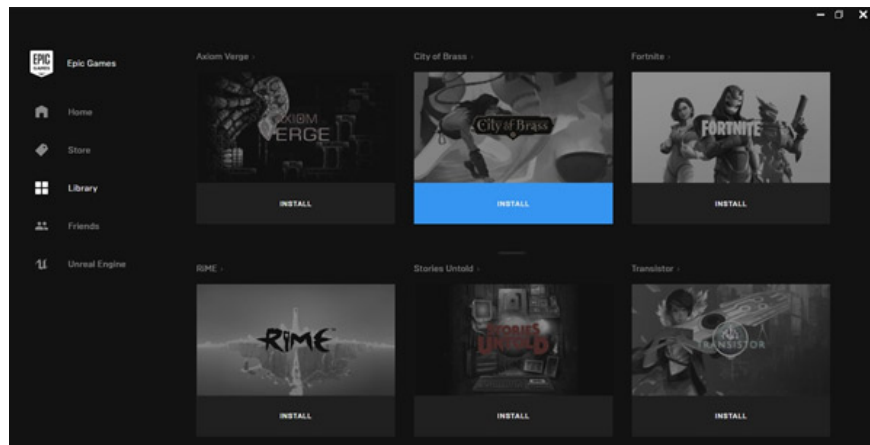 EPIC GAMES
Epic Games
Home
Store
Library
Friends
Unreal Engine
Axiom Verge ›
City of Brass ›
Fortnite ›
AXIOM VERGE
City of Brass
FORTNITE
INSTALL
INSTALL
INSTALL
RiME ›
Stories Untold ›
Transistor ›
RiME
STORIES UNTOLD
TRANSISTOR
INSTALL
INSTALL
INSTALL